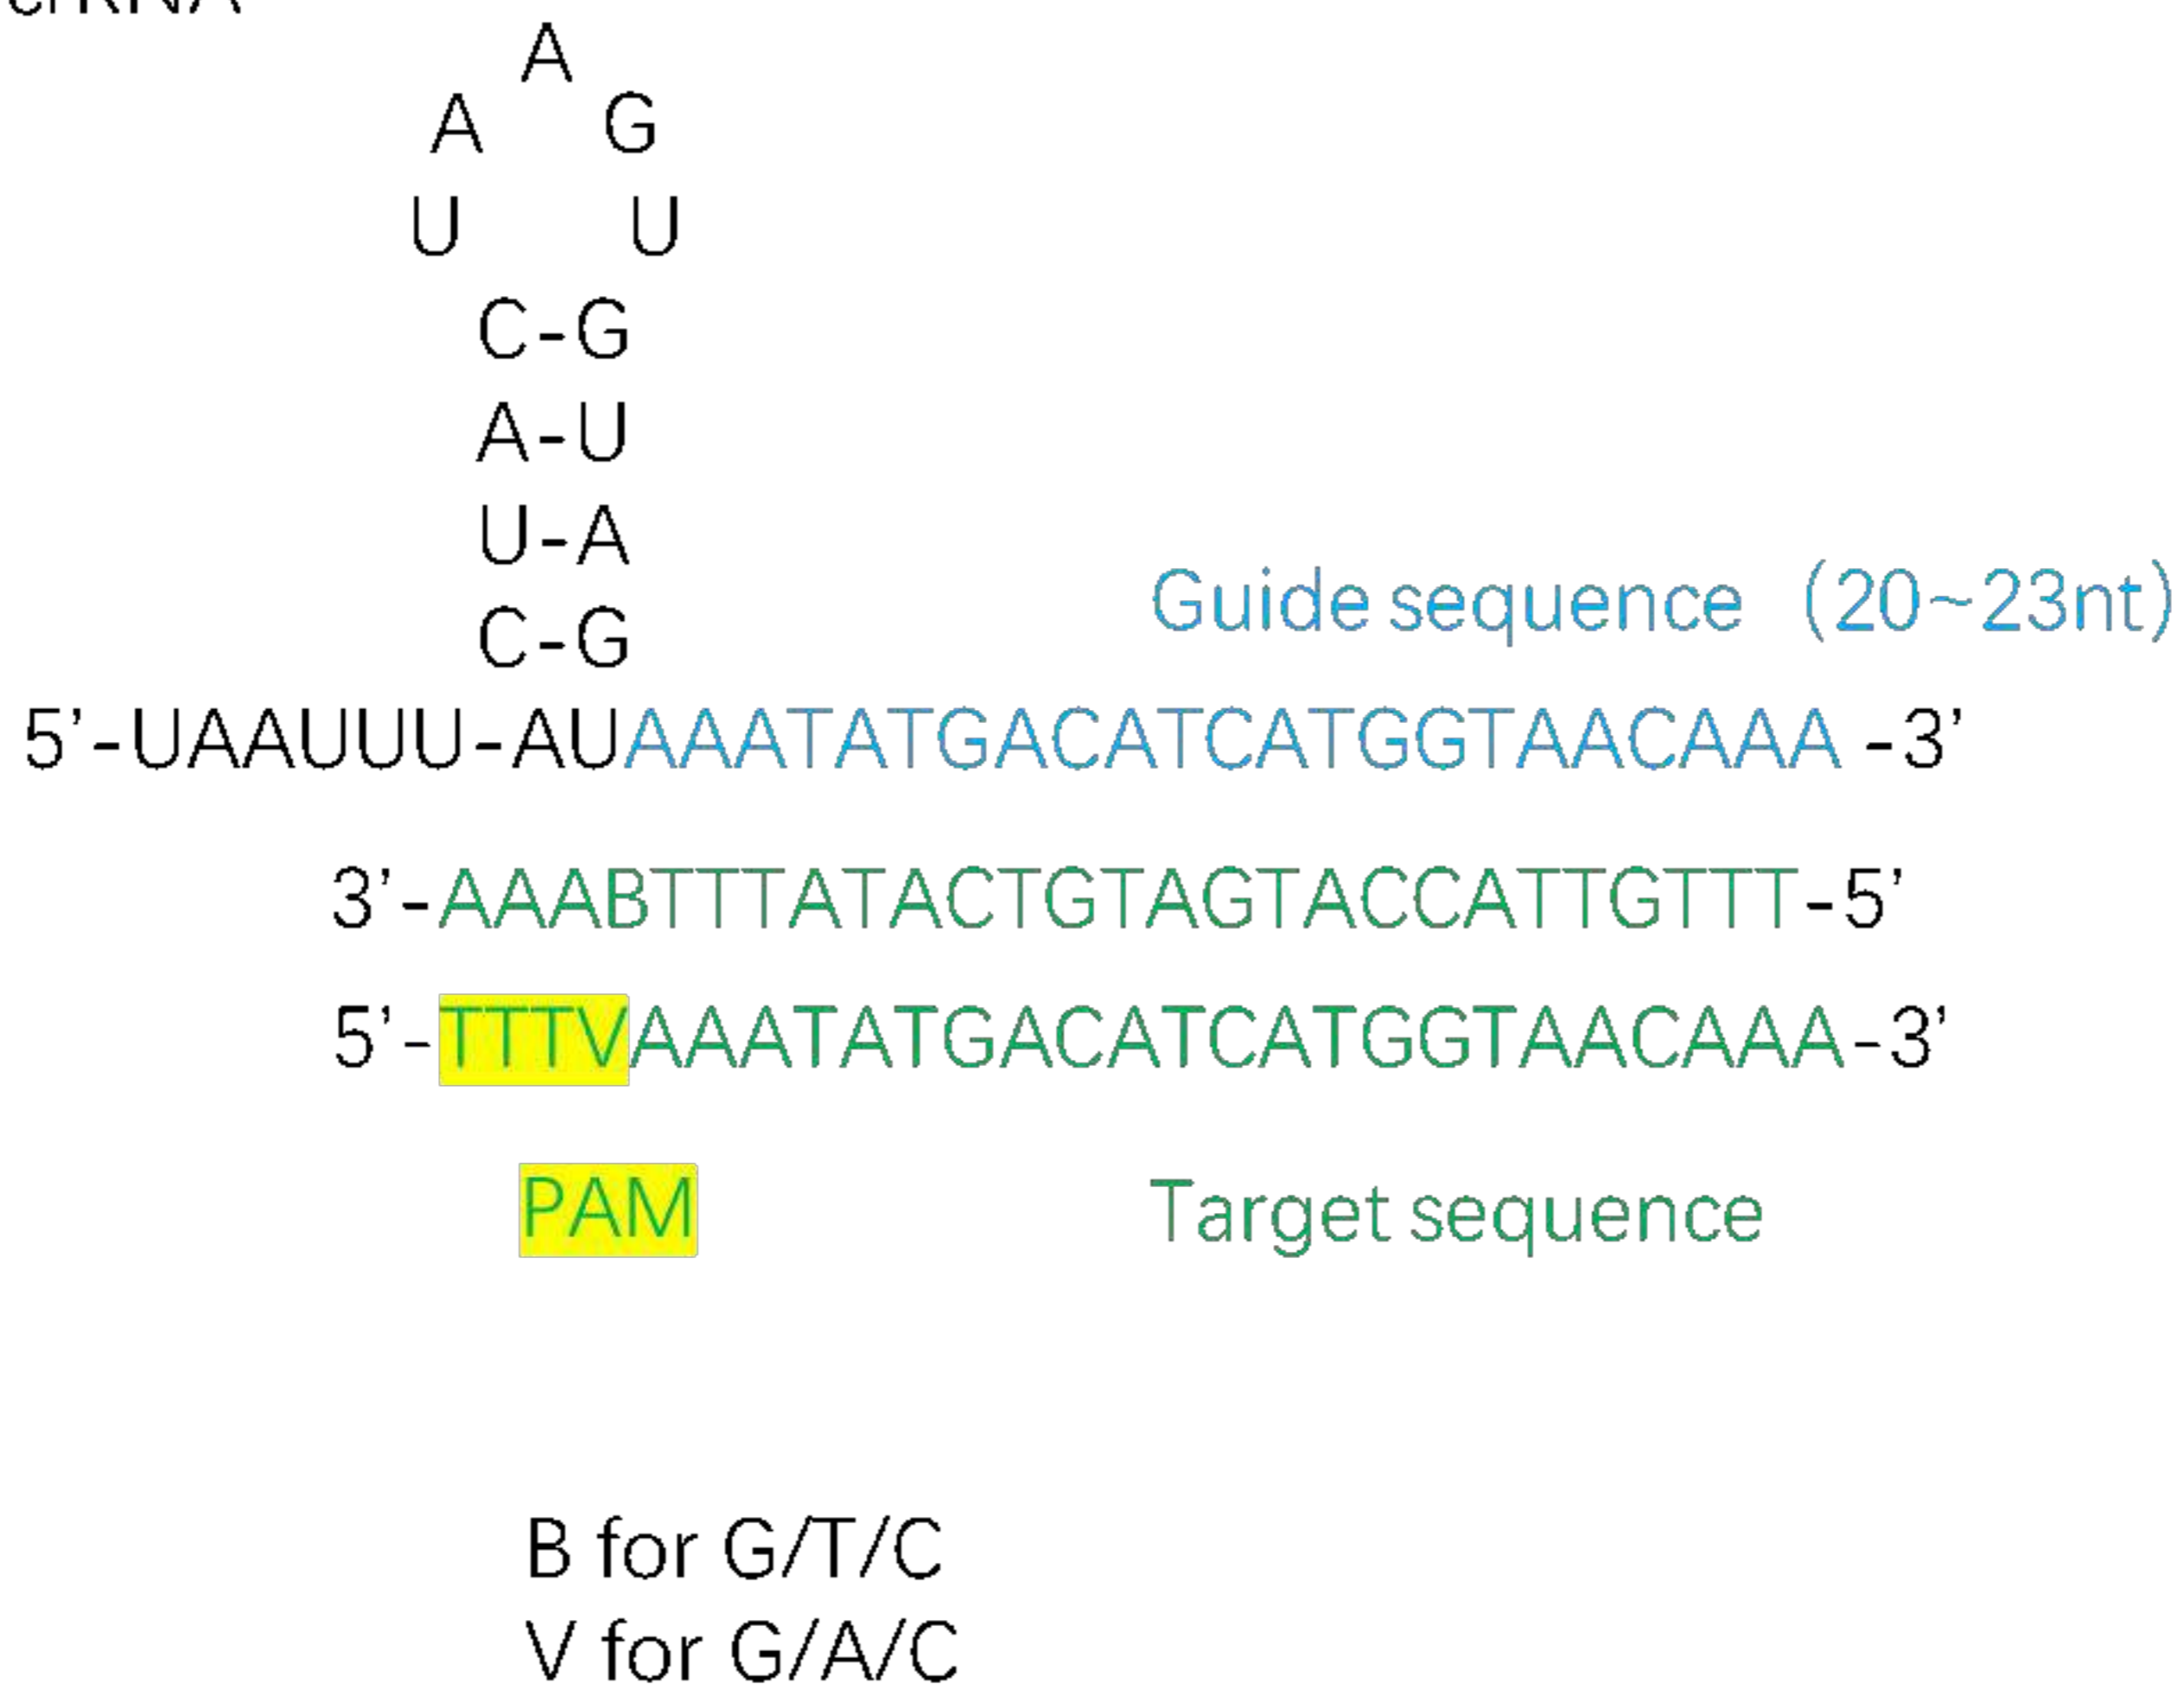 crRNA
A
A G
U U
C-G
A-U
U-A
C-G
Guide sequence (20~23nt)
5’-UAAUUU-AUAAATATGACATCATGGTAACAAA -3’
3’-AAABTTTATACTGTAGTACCATTGTTT-5’
5’-TTTVAAATATGACATCATGGTAACAAA-3’
PAM
Target sequence
B for G/T/C
V for G/A/C